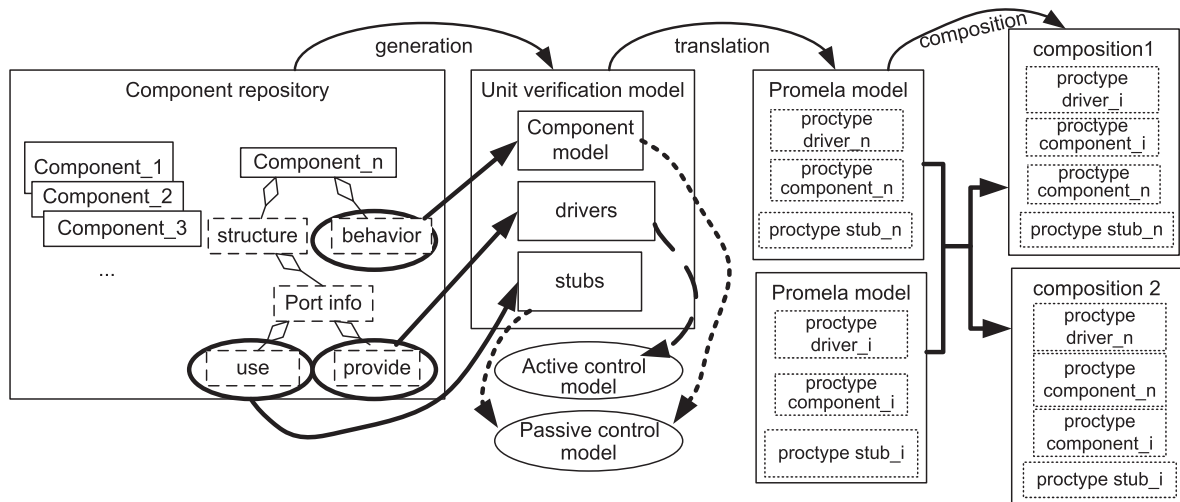 generation
translation
composition
Component repository
Component_1
Component_2
Component_3
...
Component_n
structure
behavior
Port info
use
provide
Unit verification model
Component
model
drivers
stubs
Active control
model
Passive control
model
Promela model
proctype
driver_n
proctype
component_n
proctype stub_n
Promela model
proctype
driver_i
proctype
component_i
proctype stub_i
composition1
proctype
driver_i
proctype
component_i
proctype
component_n
proctype stub_n
composition 2
proctype
driver_n
proctype
component_n
proctype
component_i
proctype stub_i